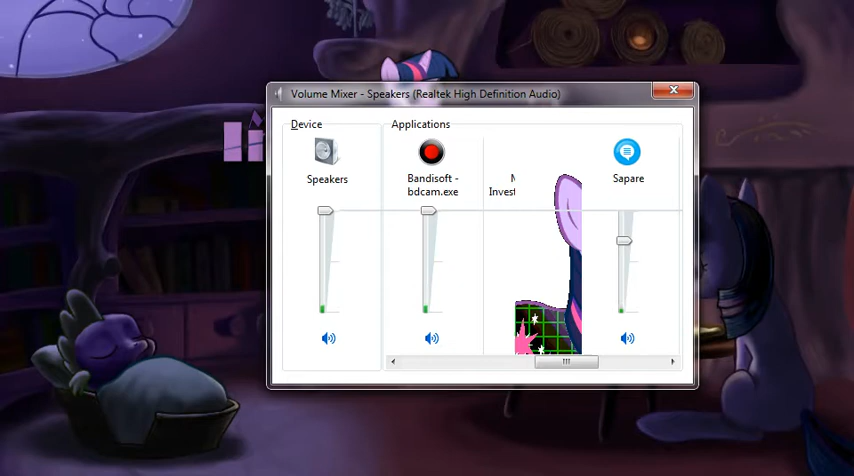 Volume Mixer - Speakers (Realtek High Definition Audio)
Device
Applications
Speakers
Bandisoft -
bdcam.exe
Sapare